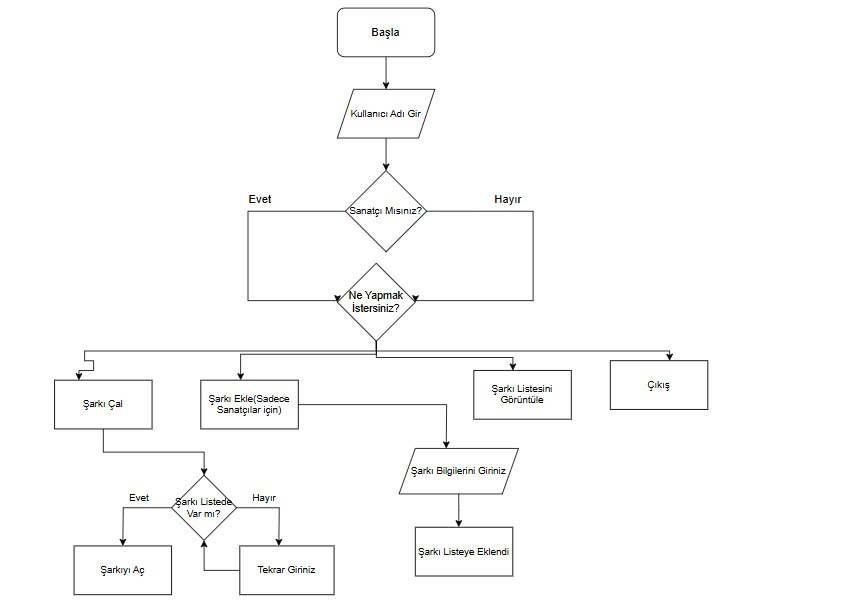 Başla
Kullanıcı Adı Gir
Evet
Hayır
Sanatçı Mısınız?
Ne Yapmak
İstersiniz?
Şarkı Çal
Şarkı Ekle(Sadece
Sanatçılar için)
Şarkı Listesini
Görüntüle
Çıkış
Şarkı Bilgilerini Giriniz
Evet
Hayır
Şarkı Listede
Var mı?
Şarkı Listeye Eklendi
Şarkıyı Aç
Tekrar Giriniz